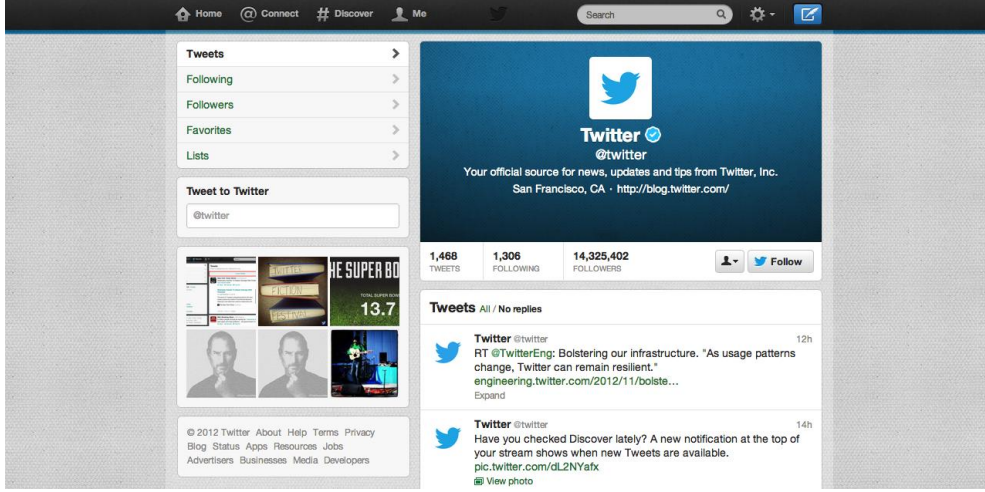 Home @ Connect # Discover Me
Search
Tweets
Following
Followers
Favorites
Lists
Tweet to Twitter
@twitter
TWITTER
FICTION
FESTIVAL
HE SUPER BO
13.7
© 2012 Twitter About Help Terms Privacy
Blog Status Apps Resources Jobs
Advertisers Businesses Media Developers
Twitter
@twitter
Your official source for news, updates and tips from Twitter, Inc.
San Francisco, CA · http://blog.twitter.com/
1,468 1,306 14,325,402
TWEETS FOLLOWING FOLLOWERS
Follow
Tweets All / No replies
Twitter @twitter 12h
RT @TwitterEng: Bolstering our infrastructure. "As usage patterns
change, Twitter can remain resilient."
engineering.twitter.com/2012/11/bolste...
Expand
Twitter @twitter 14h
Have you checked Discover lately? A new notification at the top of
your stream shows when new Tweets are available.
pic.twitter.com/dL2NYafx
View photo